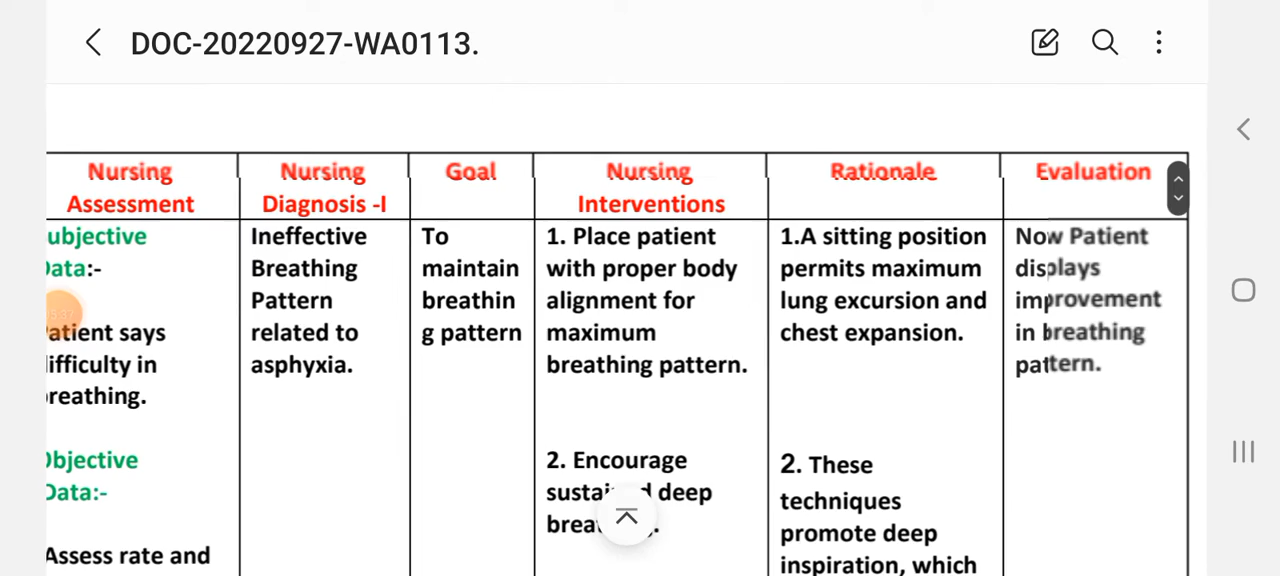 DOC-20220927-WA0113.
Nursing
Assessment
Nursing
Diagnosis -I
Goal
Nursing
Interventions
Rationale
Evaluation
ubjective
ata:-
atient says
ifficulty in
reathing.
bjective
Data:-
Assess rate and
Ineffective
Breathing
Pattern
related to
asphyxia.
To
maintain
breathin
g pattern
1. Place patient
with proper body
alignment for
maximum
breathing pattern.
2. Encourage
deep
1.A sitting position
permits maximum
lung excursion and
chest expansion.
2. These
techniques
promote deep
inspiration, which
Now Patient
displays
improvement
in breathing
pattern.